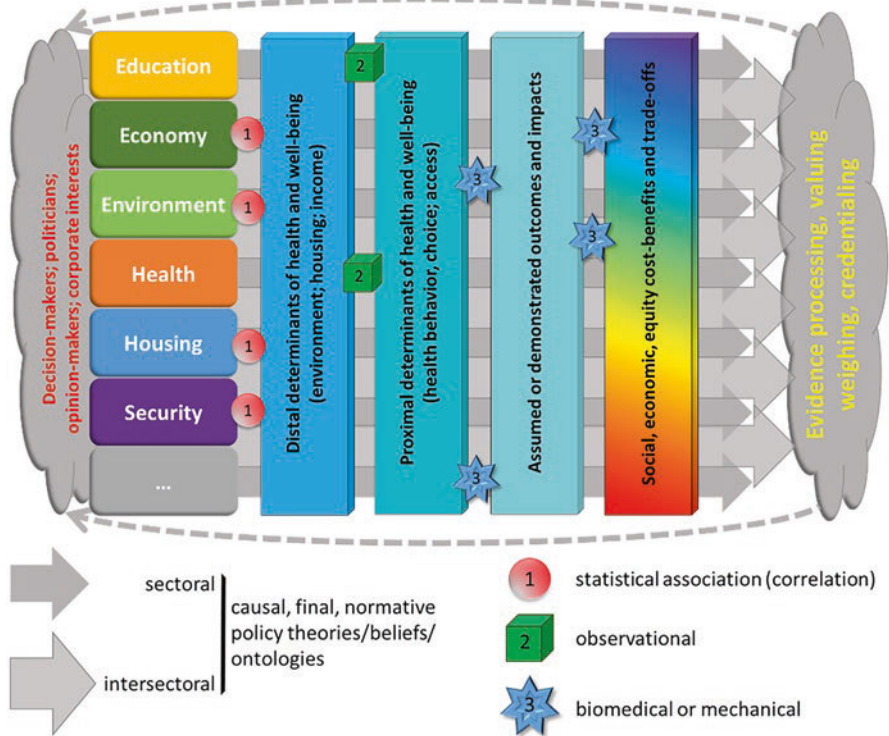 Decision-makers; politicians;
opinion-makers; corporate interests
Education
Economy
Environment
Health
Housing
Security
...
1
1
1
1
Distal determinants of health and well-being
(environment; housing; income)
2
2
Proximal determinants of health and well-being
(health behavior, choice; access)
3
3
Assumed or demonstrated outcomes and impacts
3
3
Social, economic, equity cost-benefits and trade-offs
Evidence processing, valuing
weighing, credentialing
sectoral
intersectoral
causal, final, normative
policy theories/beliefs/
ontologies
1 statistical association (correlation)
2 observational
3 biomedical or mechanical